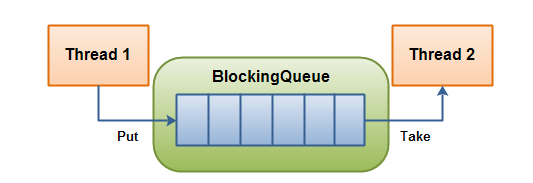 Thread 1
Thread 2
BlockingQueue
Put
Take